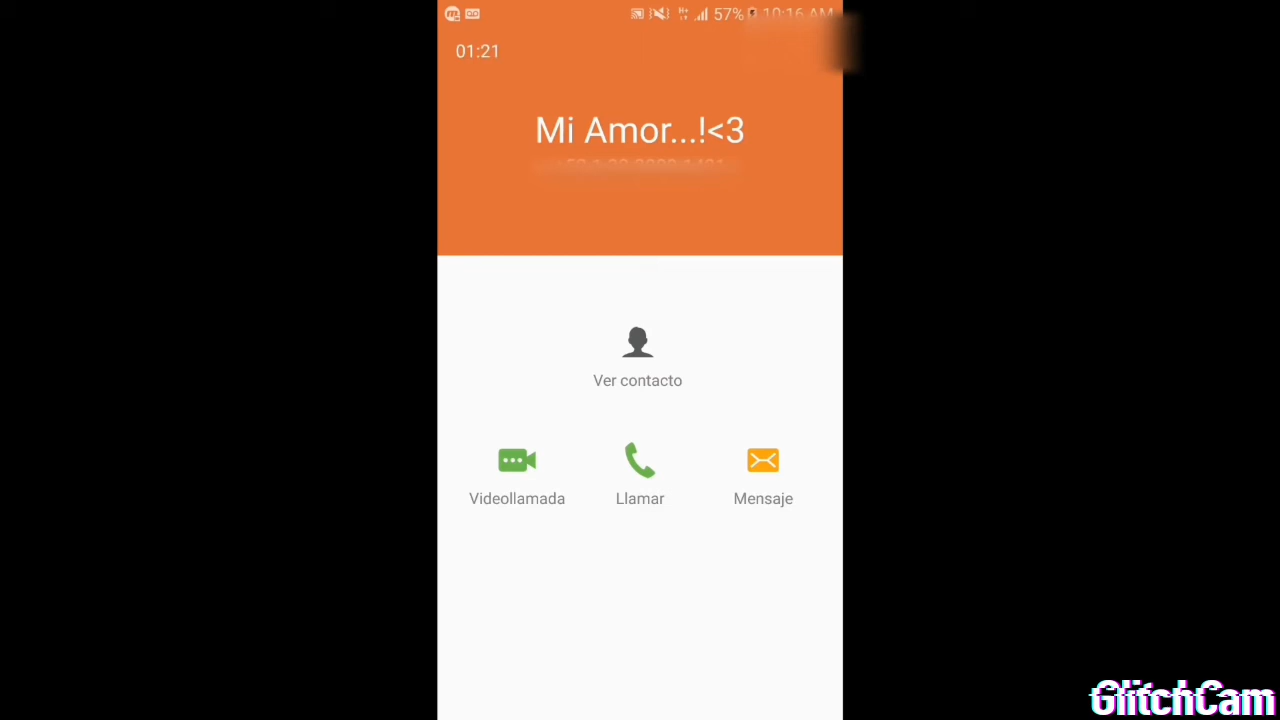 57% 10:16 AM
01:21
Mi Amor...!<3
Ver contacto
Videollamada Llamar Mensaje
GlitchCam